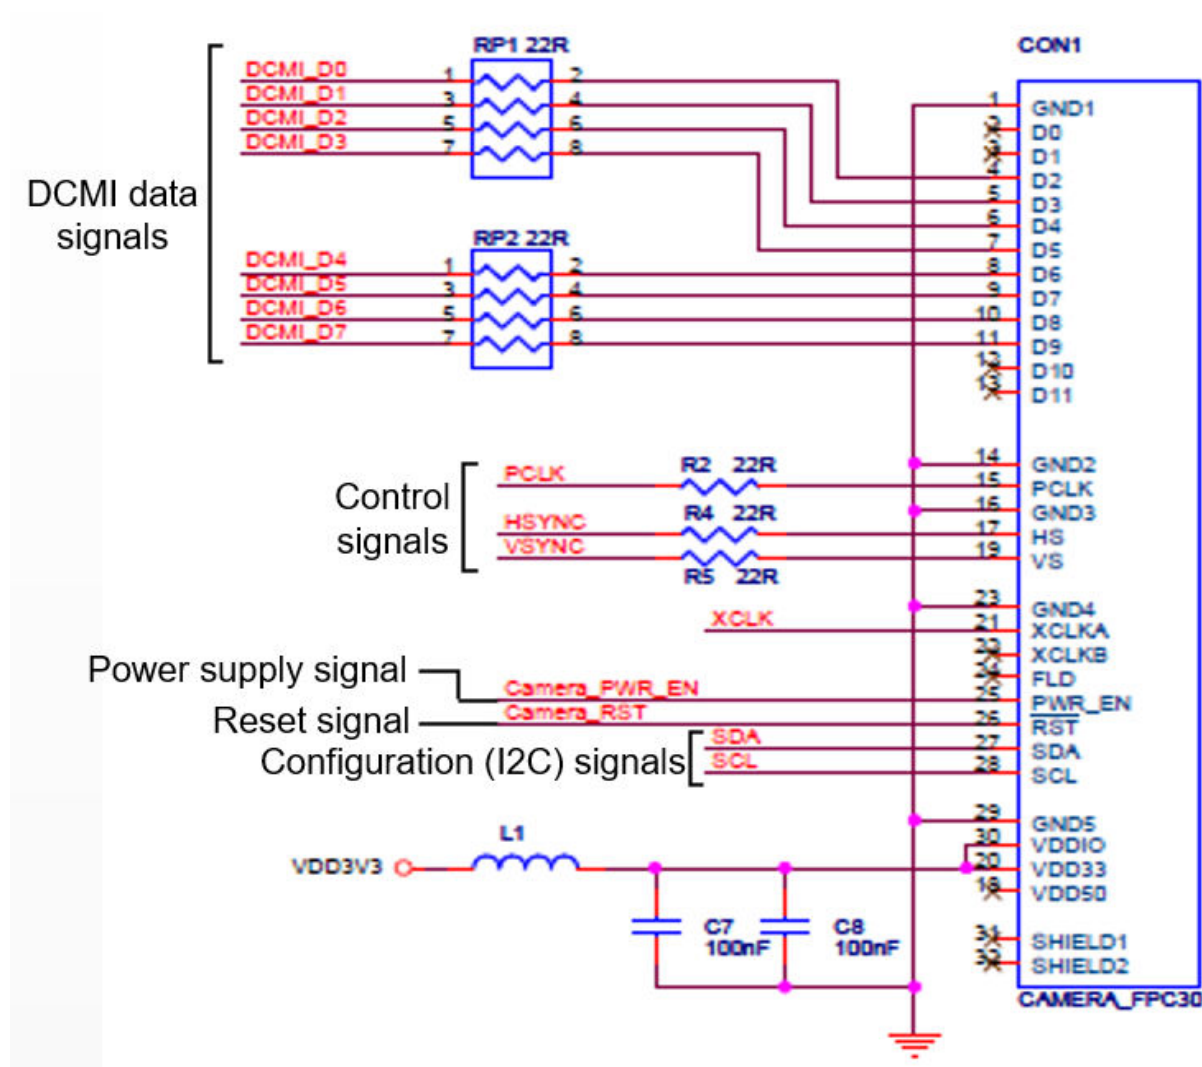 RP1 22R
CON1
DCMI_D0 1 2
DCMI_D1 3 4
DCMI_D2 5 6
DCMI_D3 7 8
1 GND1
2 D0
3 D1
4 D2
5 D3
6 D4
7 D5
DCMI data
signals
RP2 22R
DCMI_D4 1 2
DCMI_D5 3 4
DCMI_D6 5 6
DCMI_D7 7 8
8 D6
9 D7
10 D8
11 D9
12 D10
13 D11
Control
signals
PCLK R2 22R
HSYNC R4 22R
VSYNC
R5 22R
14 GND2
15 PCLK
16 GND3
17 HS
19 VS
23 GND4
XCLK 21 XCLKA
XCLKB
24 FLD
Power supply signal Camera_PWR_EN 25 PWR_EN
Reset signal Camera_RST 26 RST
Configuration (I2C) signals
SDA 27 SDA
SCL 28 SCL
29 GND5
30 VDDIO
VDD3V3 L1 20 VDD33
18 VDD50
C7
100nF
C8
100nF
31 SHIELD1
32 SHIELD2
CAMERA_FPC30